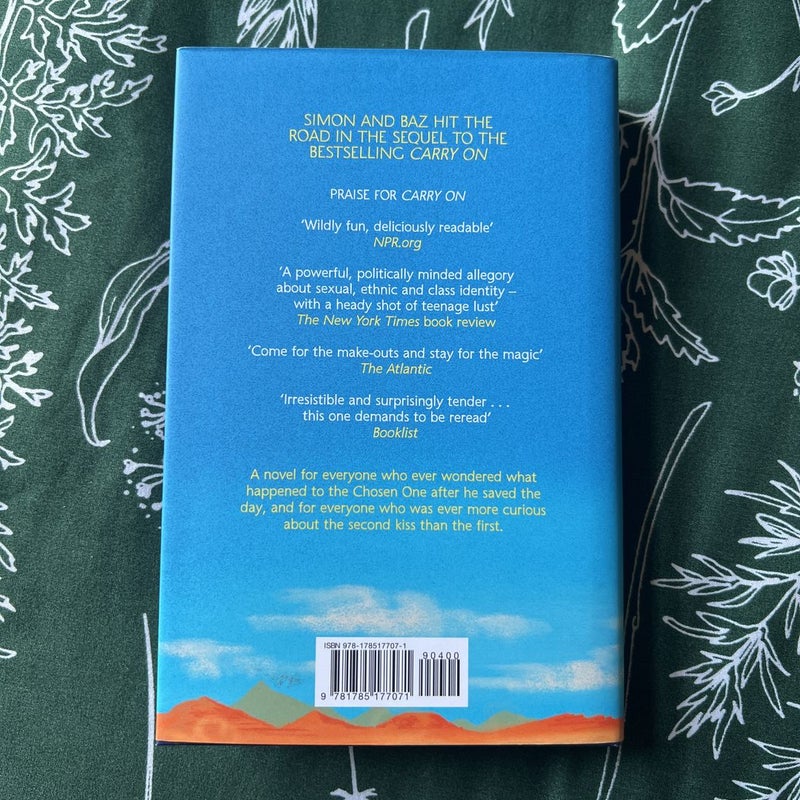 SIMON AND BAZ HIT THE
ROAD IN THE SEQUEL TO THE
BESTSELLING CARRY ON
PRAISE FOR CARRY ON
‘Wildly fun, deliciously readable’
NPR.org
‘A powerful, politically minded allegory
about sexual, ethnic and class identity –
with a heady shot of teenage lust’
The New York Times book review
‘Come for the make-outs and stay for the magic’
The Atlantic
‘Irresistible and surprisingly tender . . .
this one demands to be reread’
Booklist
A novel for everyone who ever wondered what
happened to the Chosen One after he saved the
day, and for everyone who was ever more curious
about the second kiss than the first.
ISBN 978-178517707-1
90400
9 781785 177071